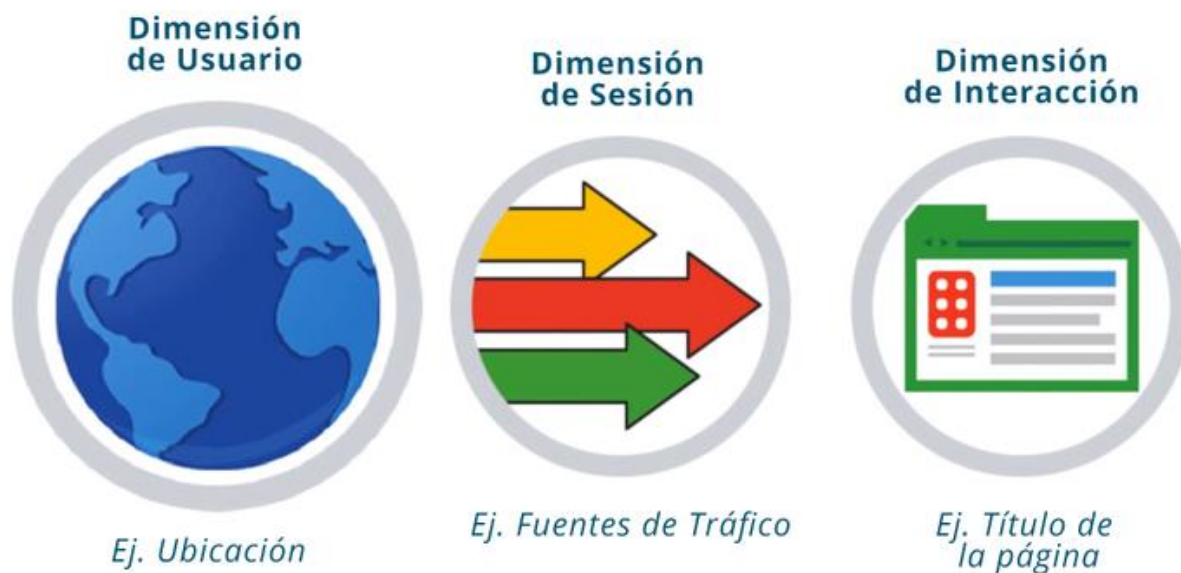 Dimensión
de Usuario
Ej. Ubicación
Dimensión
de Sesión
Ej. Fuentes de Tráfico
Dimensión
de Interacción
Ej. Título de
la página